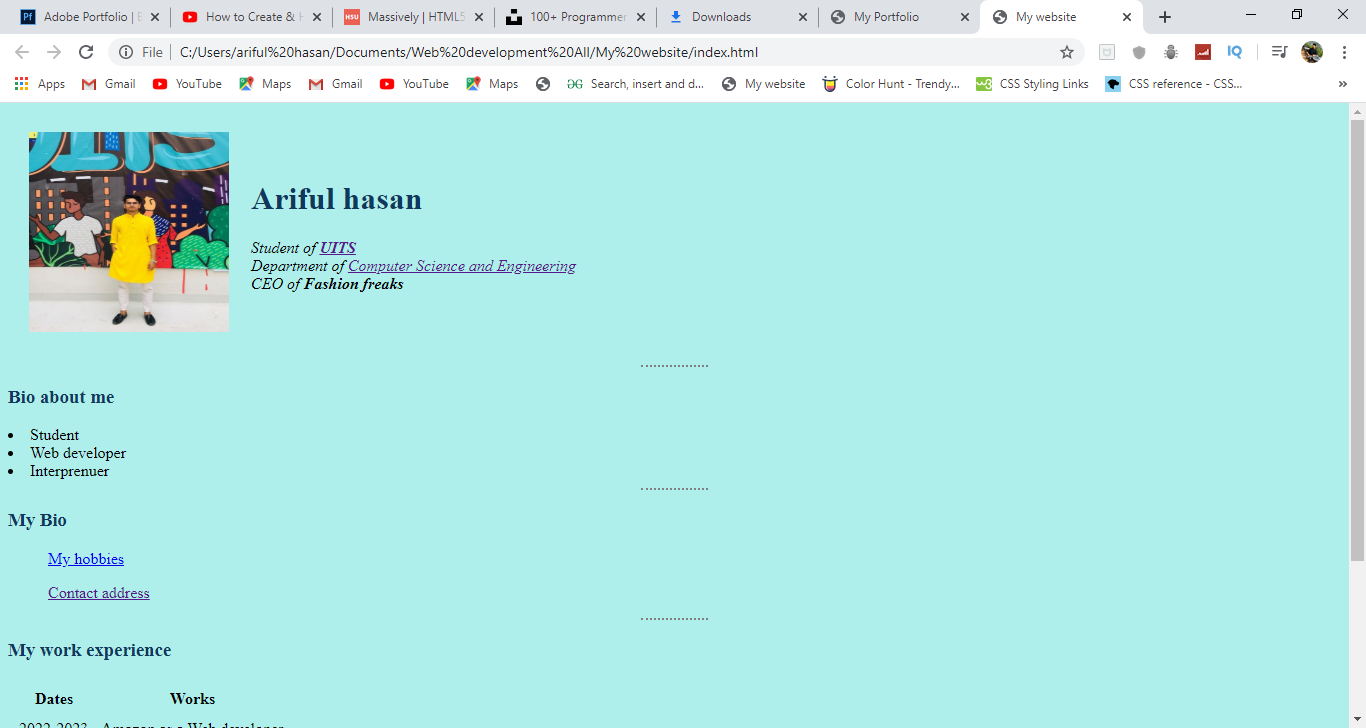 Adobe Portfolio | B
How to Create & H
Massively | HTML5
100+ Programmer
Downloads
My Portfolio
My website
File
C:/Users/ariful%20hasan/Documents/Web%20development%20All/My%20website/index.html
Apps
Gmail
YouTube
Maps
Gmail
YouTube
Maps
Search, insert and d...
My website
Color Hunt - Trendy...
CSS Styling Links
CSS reference - CSS...
Ariful hasan
Student of UITS
Department of Computer Science and Engineering
CEO of Fashion freaks
Bio about me
Student
Web developer
Interprenuer
My Bio
My hobbies
Contact address
My work experience
Dates Works
2022-2023 Amazon as a Web developer